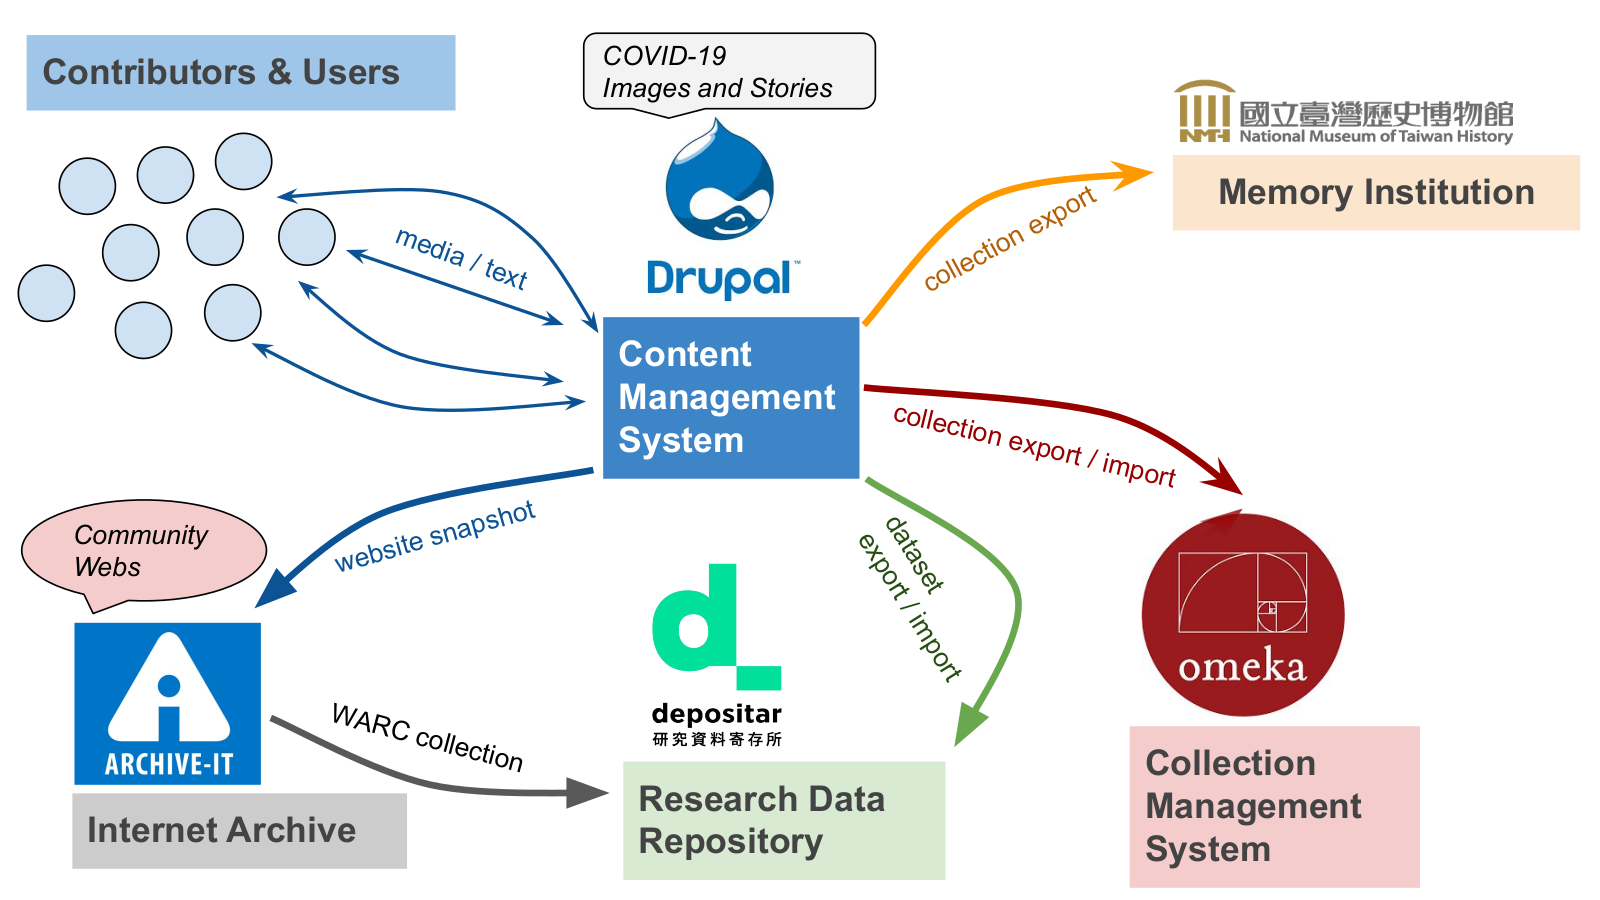 Contributors & Users
COVID-19
Images and Stories
國立臺灣歷史博物館
NMTH
National Museum of Taiwan History
Memory Institution
media / text
Drupal™
collection export
Content
Management
System
collection export / import
website snapshot
dataset
export / import
Community
Webs
ARCHIVE-IT
Internet Archive
WARC collection
d_
depositar
研究資料寄存所
Research Data
Repository
omeka
Collection
Management
System